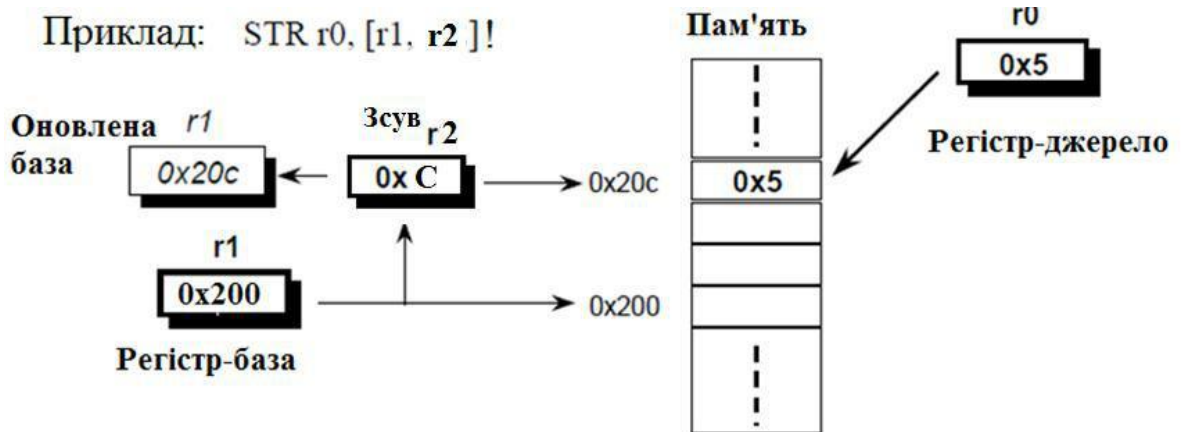 Приклад: STR r0, [r1, r2 ]!
Пам'ять
r0
0x5
Регістр-джерело
Оновлена база
r1
0x20c
Зсув r2
0x C
0x20c
0x5
r1
0x200
0x200
Регістр-база